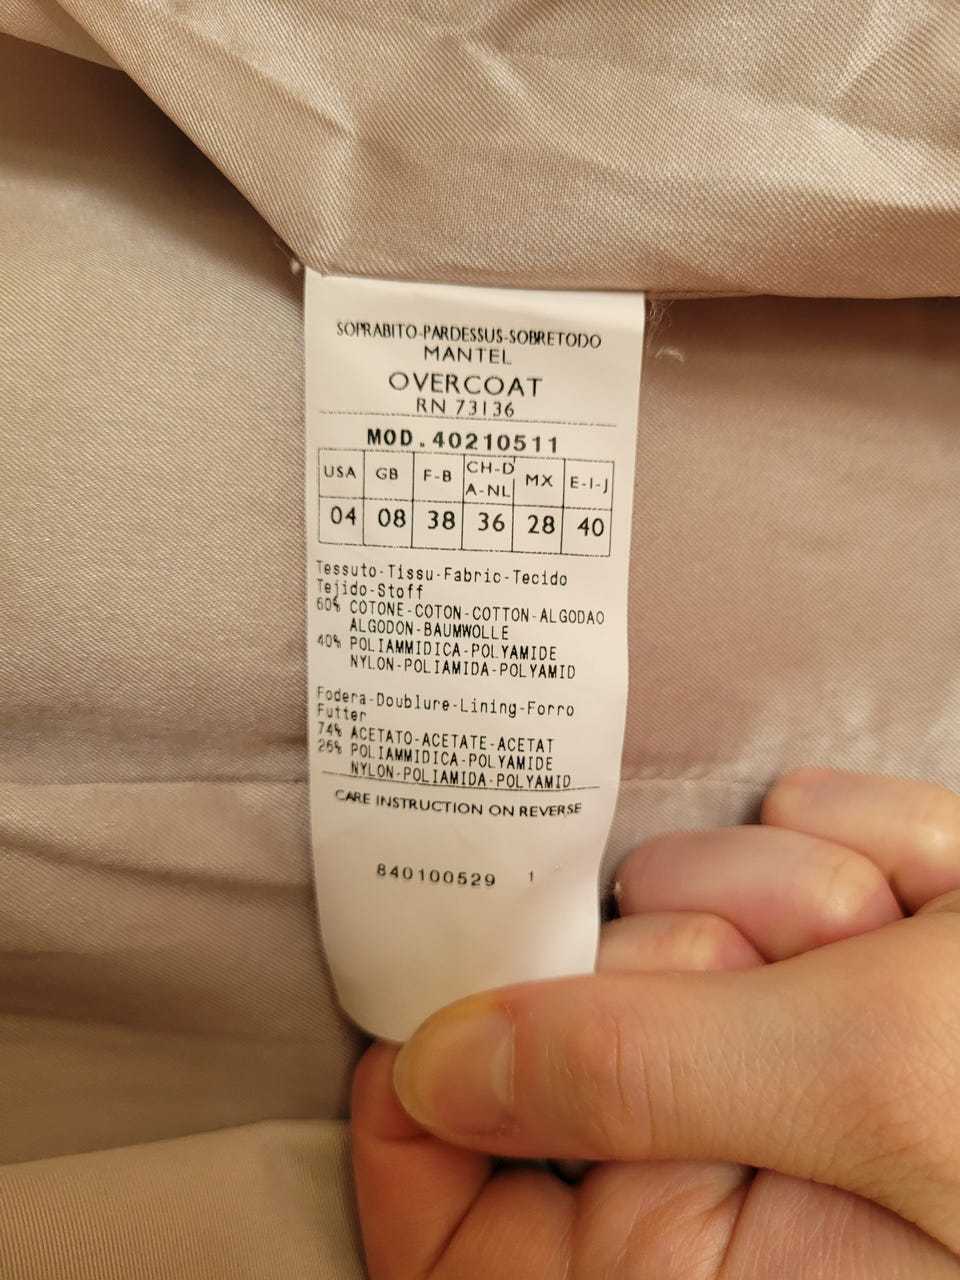 SOPRABITO-PARDESSUS-SOBRETODO
MANTEL
OVERCOAT
RN 73136
MOD.40210511
USA GB F-B CH-D A-NL MX E-I-J
04 08 38 36 28 40
Tessuto-Tissu-Fabric-Tecido
Tejido-Stoff
60% COTONE-COTON-COTTON-ALGODAO
ALGODON-BAUMWOLLE
40% POLIAMMIDICA-POLYAMIDE
NYLON-POLIAMIDA-POLYAMID
Fodera-Doublure-Lining-Forro
Futter
74% ACETATO-ACETATE-ACETAT
26% POLIAMMIDICA-POLYAMIDE
NYLON-POLIAMIDA-POLYAMID
CARE INSTRUCTION ON REVERSE
840100529 1